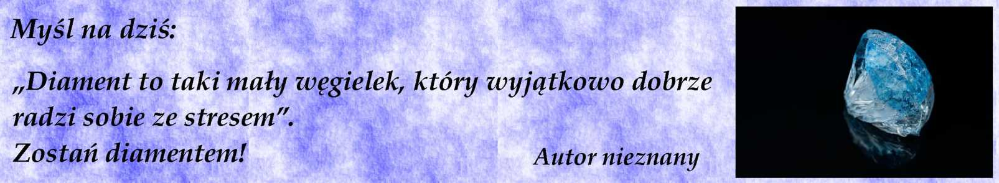 Myśl na dziś:
„Diament to taki mały węgielek, który wyjątkowo dobrze
radzi sobie ze stresem”.
Zostań diamentem!
Autor nieznany